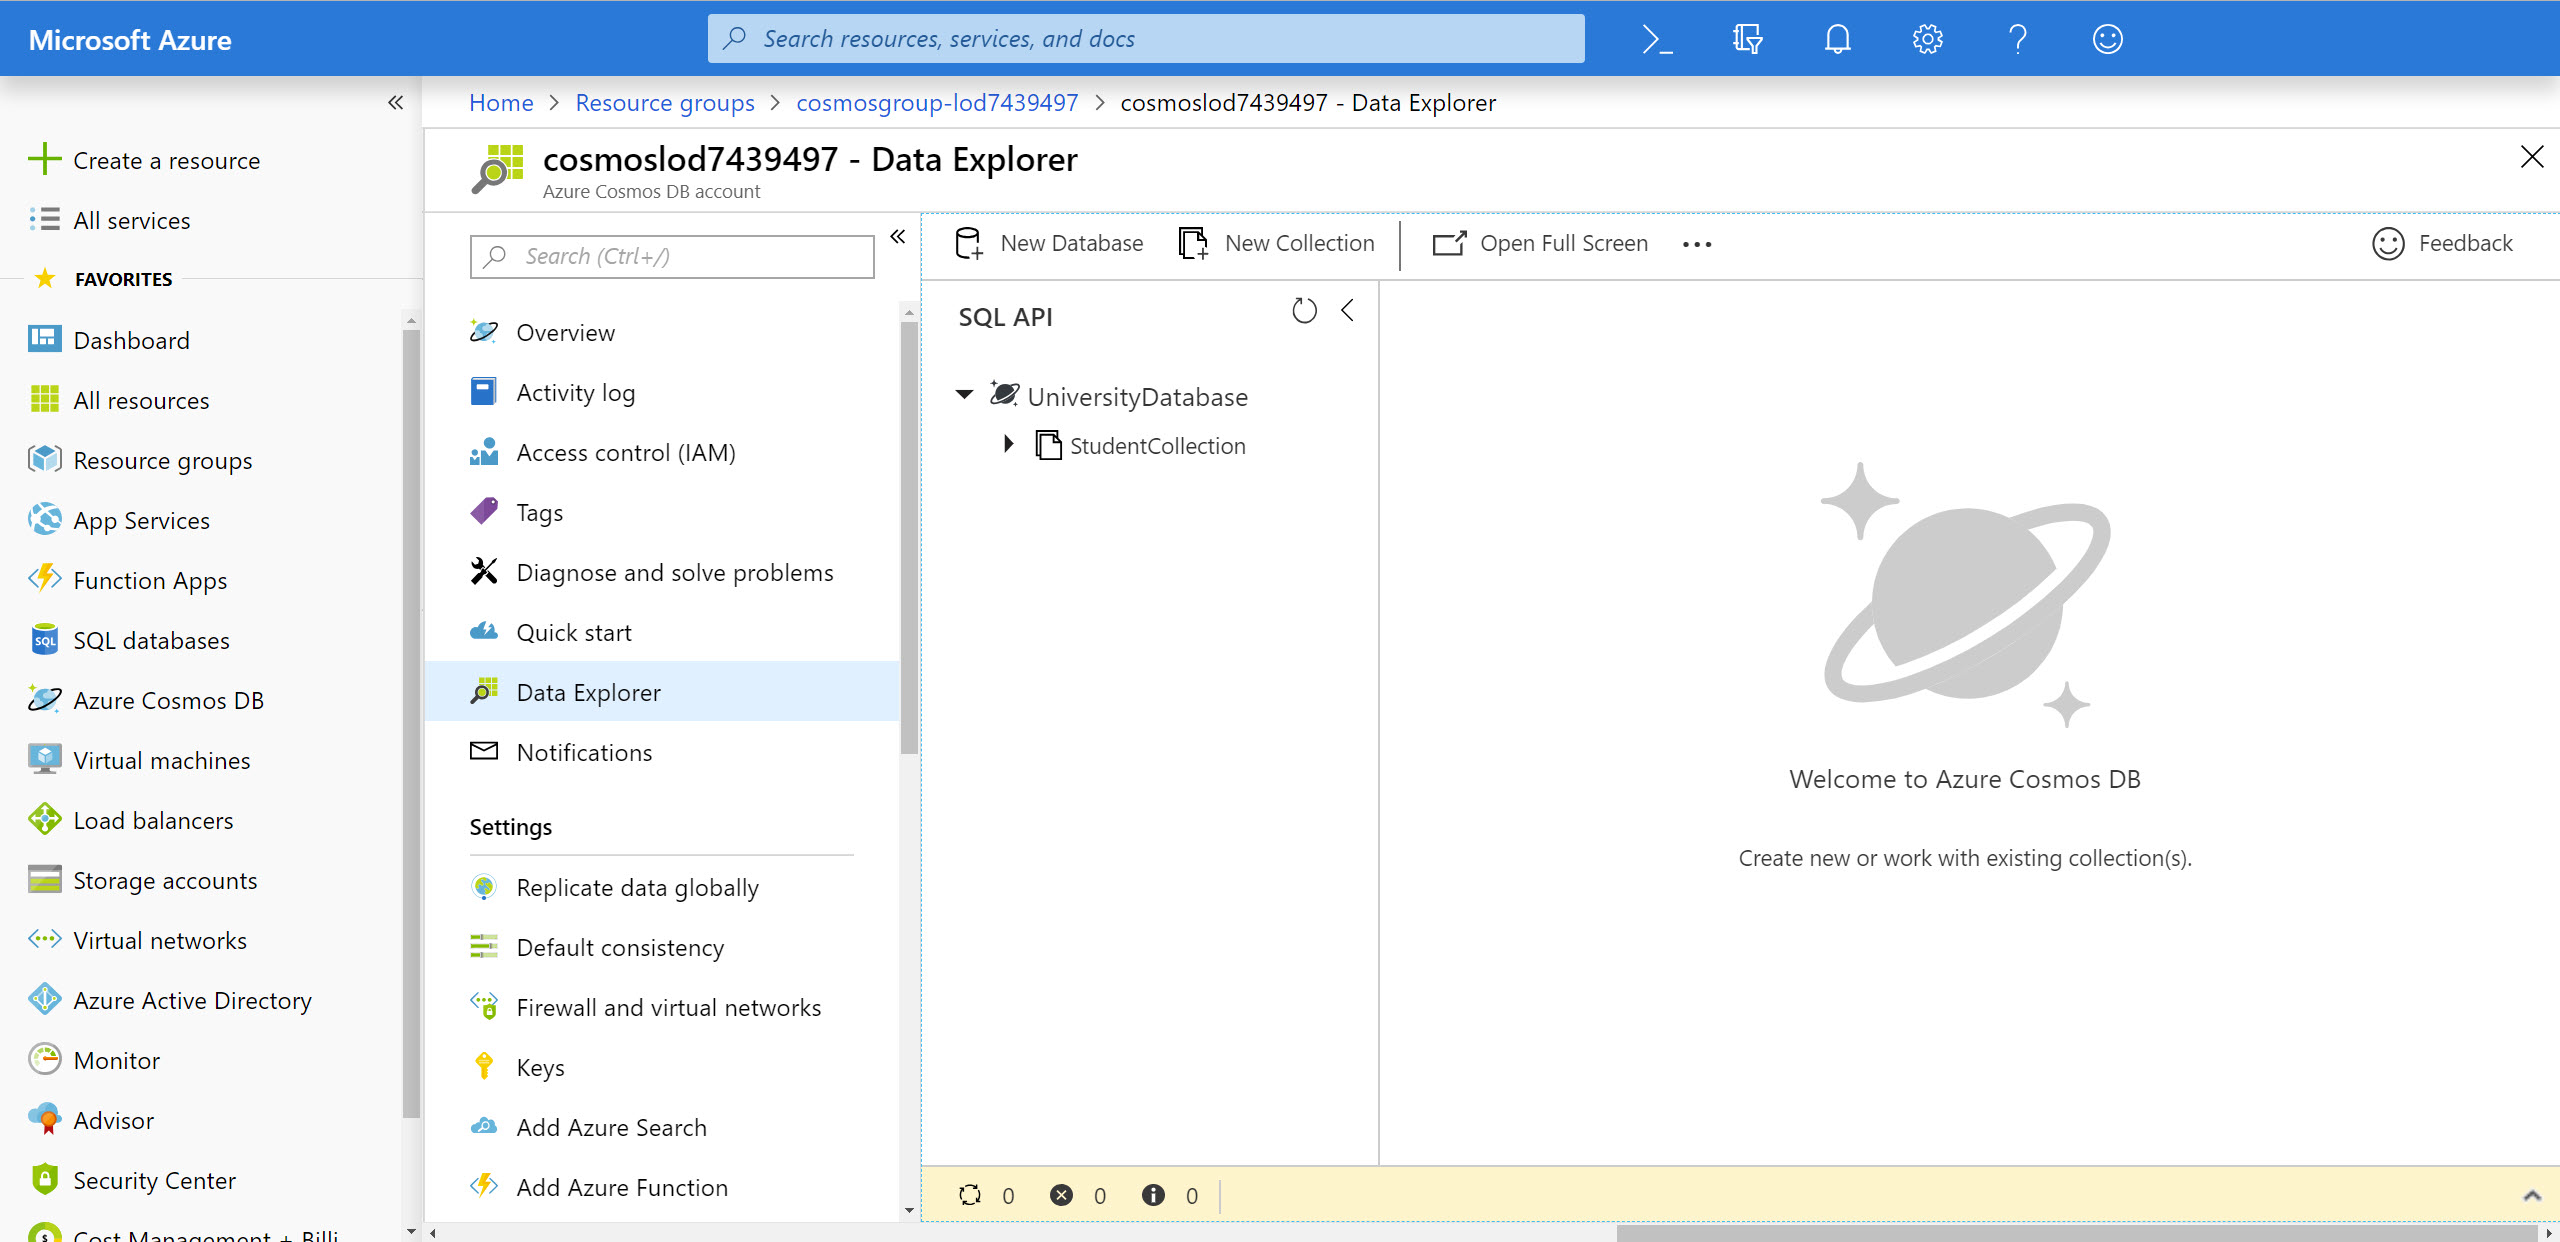 Microsoft Azure
Search resources, services, and docs
Home > Resource groups > cosmosgroup-lod7439497 > cosmoslod7439497 - Data Explorer
Create a resource
All services
FAVORITES
Dashboard
All resources
Resource groups
App Services
Function Apps
SQL databases
Azure Cosmos DB
Virtual machines
Load balancers
Storage accounts
Virtual networks
Azure Active Directory
Monitor
Advisor
Security Center
Cost Management + Billi
cosmoslod7439497 - Data Explorer
Azure Cosmos DB account
Search (Ctrl+/)
Overview
Activity log
Access control (IAM)
Tags
Diagnose and solve problems
Quick start
Data Explorer
Notifications
Settings
Replicate data globally
Default consistency
Firewall and virtual networks
Keys
Add Azure Search
Add Azure Function
New Database New Collection Open Full Screen ... Feedback
SQL API
UniversityDatabase
StudentCollection
Welcome to Azure Cosmos DB
Create new or work with existing collection(s).
0 0 0